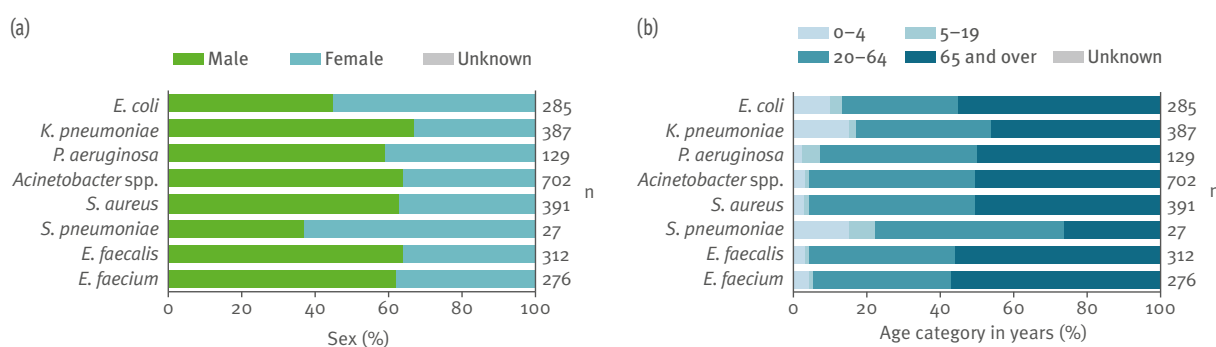 (a)
Male Female Unknown
E. coli 285
K. pneumoniae 387
P. aeruginosa 129
Acinetobacter spp. 702
S. aureus 391
S. pneumoniae 27
E. faecalis 312
E. faecium 276
n
0 20 40 60 80 100
Sex (%)
(b)
0–4 5–19
20–64 65 and over Unknown
E. coli 285
K. pneumoniae 387
P. aeruginosa 129
Acinetobacter spp. 702
S. aureus 391
S. pneumoniae 27
E. faecalis 312
E. faecium 276
n
0 20 40 60 80 100
Age category in years (%)